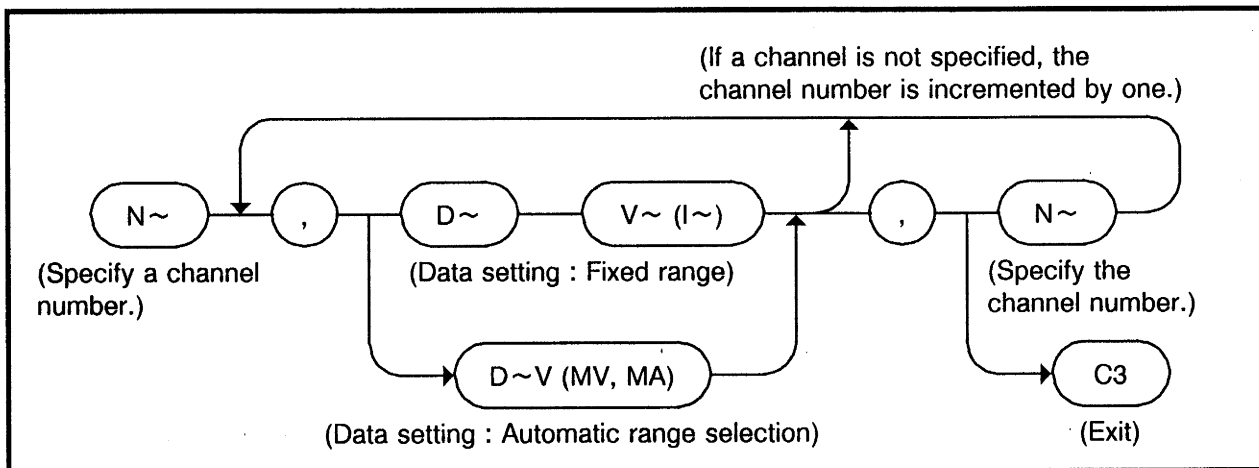 (If a channel is not specified, the
channel number is incremented by one.)
N~ , D~ V~ (I~) , N~
(Specify a channel
number.)
(Data setting : Fixed range)
(Specify the
channel number.)
D~V (MV, MA)
C3
(Data setting : Automatic range selection)
(Exit)